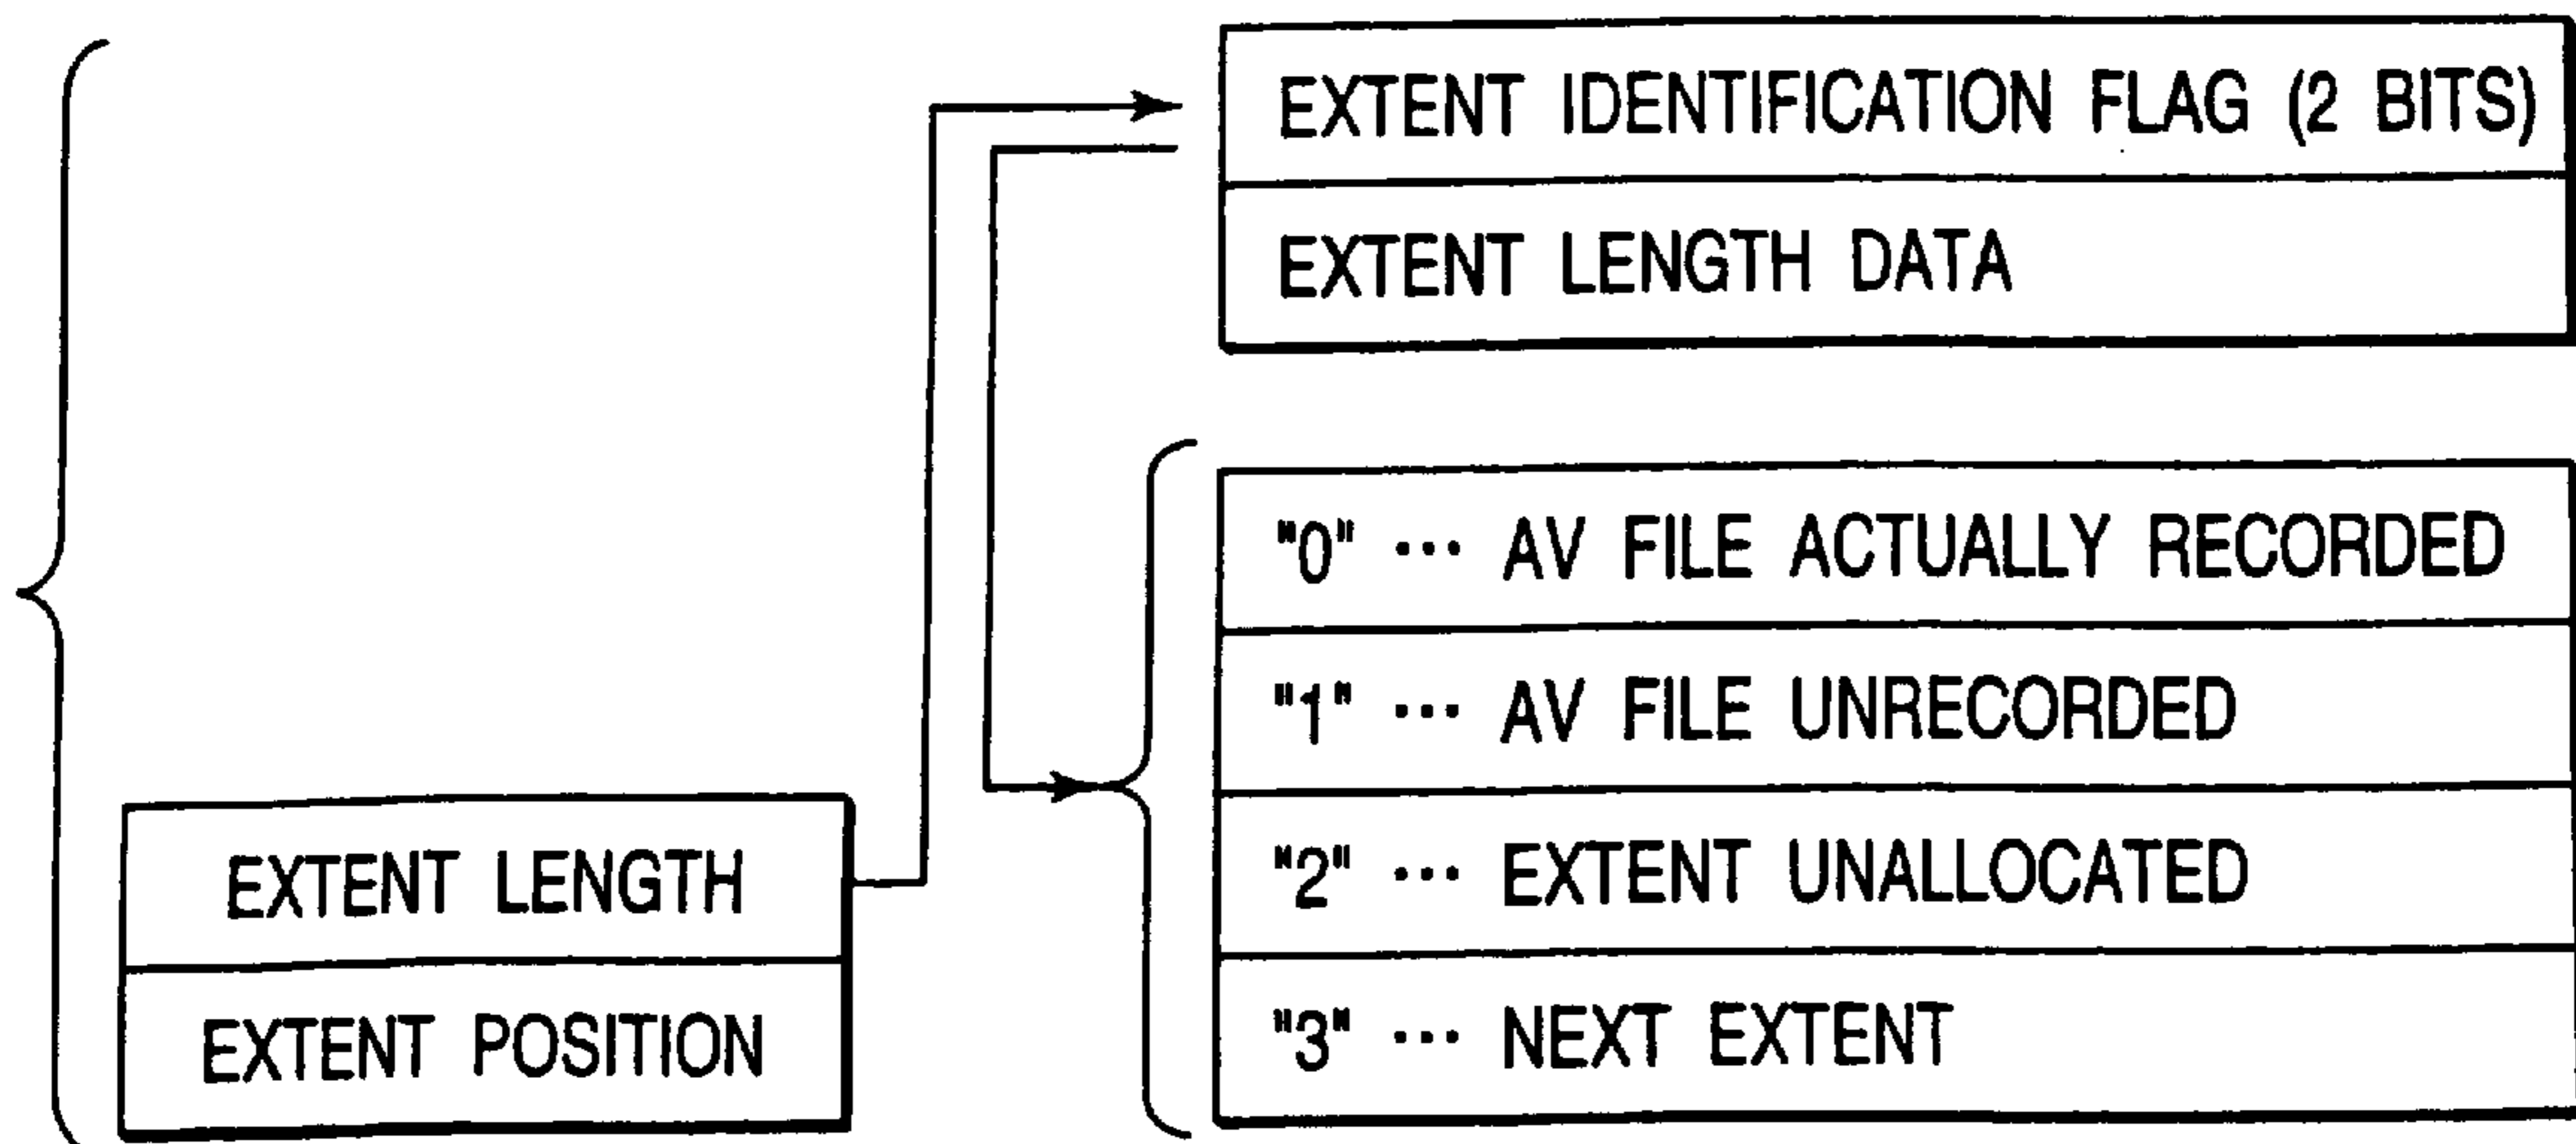 EXTENT IDENTIFICATION FLAG (2 BITS)
EXTENT LENGTH DATA
"0" ··· AV FILE ACTUALLY RECORDED
"1" ··· AV FILE UNRECORDED
"2" ··· EXTENT UNALLOCATED
"3" ··· NEXT EXTENT
EXTENT LENGTH
EXTENT POSITION